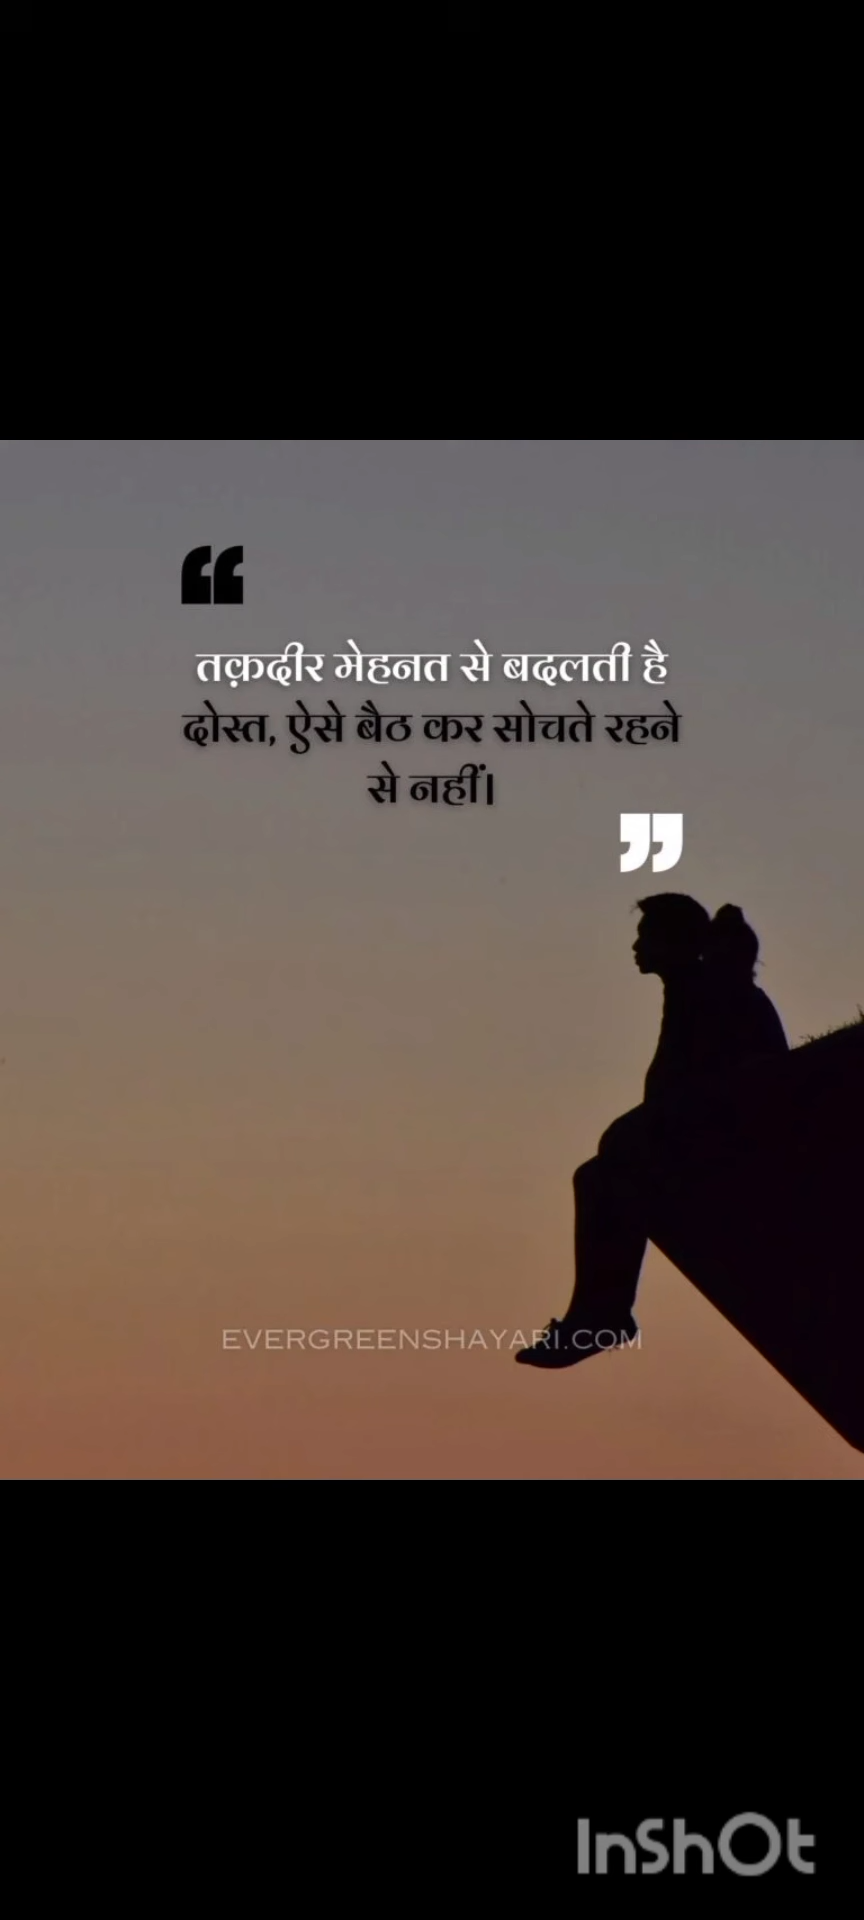 ❝
तक़दीर मेहनत से बदलती है
दोस्त, ऐसे बैठ कर सोचते रहने
से नहीं।
❞
EVERGREENSHAYARI.COM
InShOt